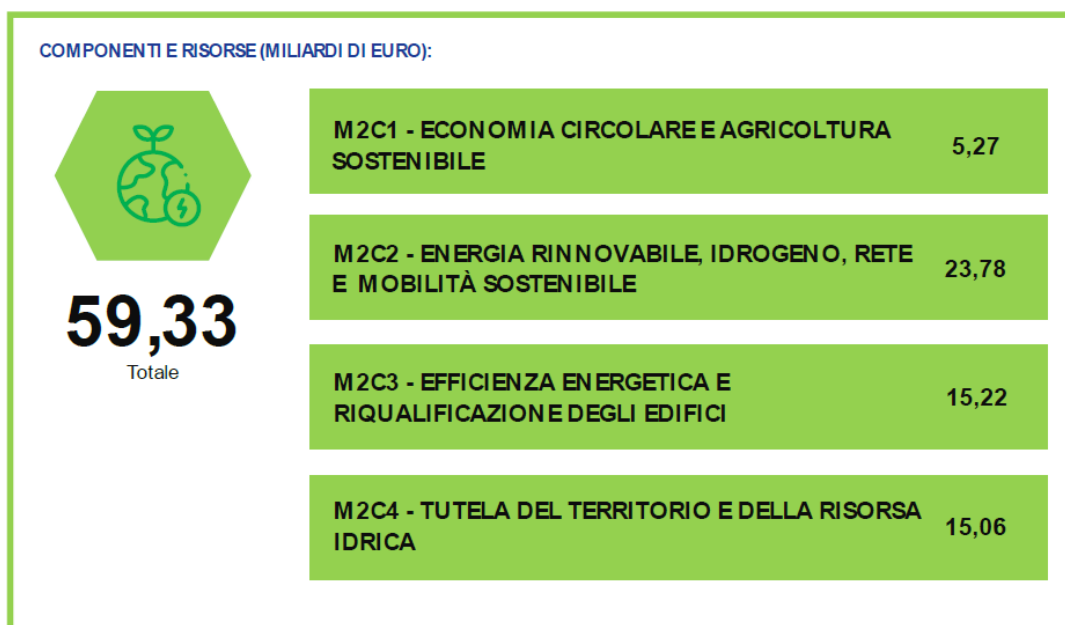 COMPONENTI E RISORSE (MILIARDI DI EURO):
M2C1 - ECONOMIA CIRCOLARE E AGRICOLTURA
SOSTENIBILE
5,27
M2C2 - ENERGIA RINNOVABILE, IDROGENO, RETE
E MOBILITÀ SOSTENIBILE
23,78
59,33
Totale
M2C3 - EFFICIENZA ENERGETICA E
RIQUALIFICAZIONE DEGLI EDIFICI
15,22
M2C4 - TUTELA DEL TERRITORIO E DELLA RISORSA
IDRICA
15,06